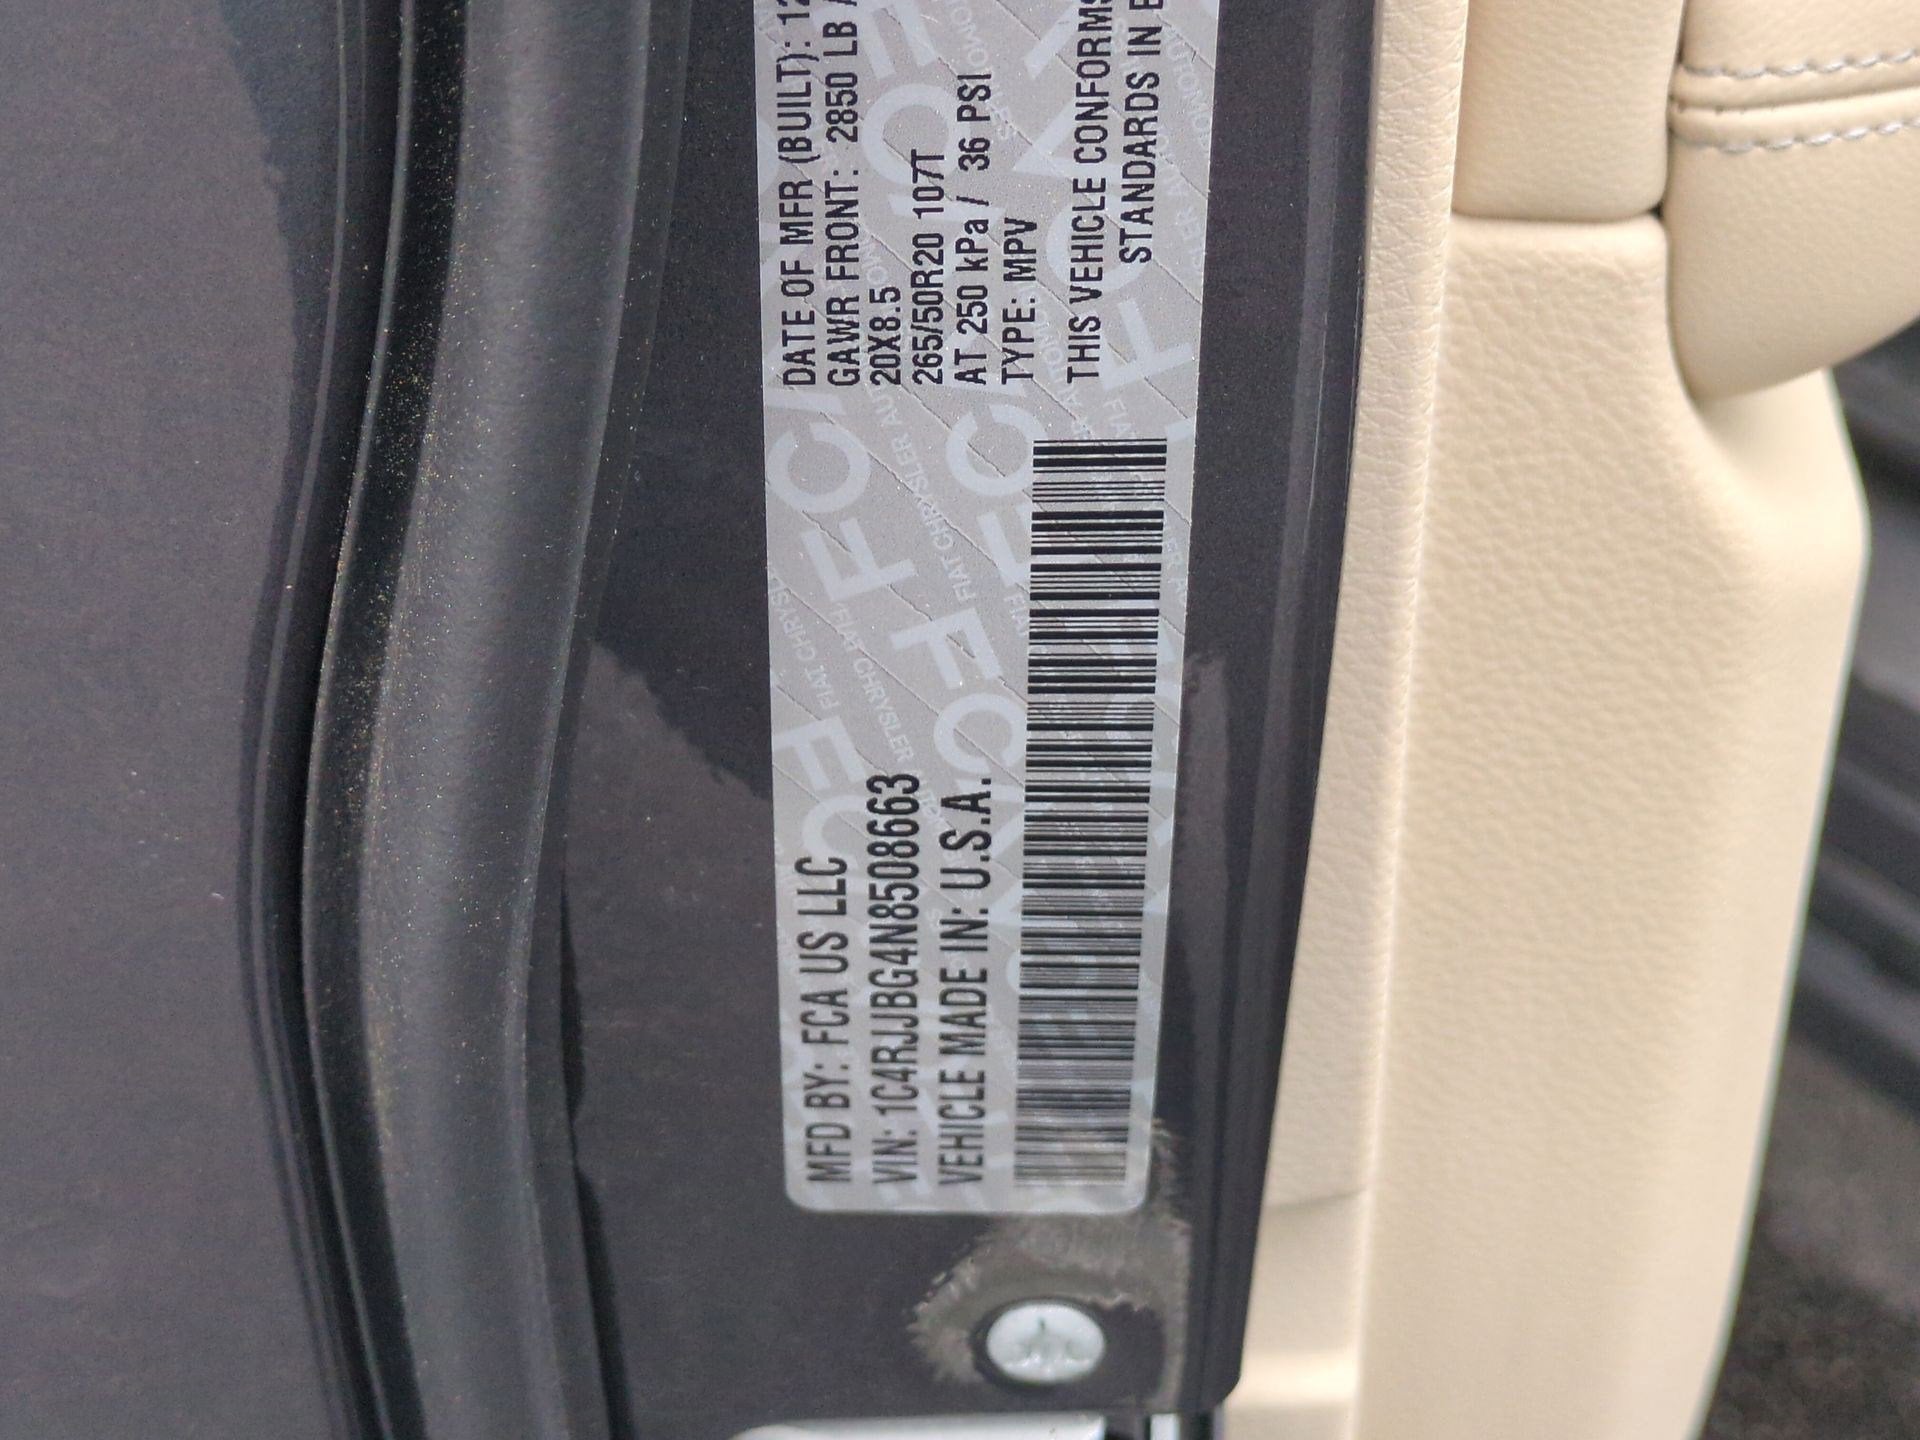 MFD BY: FCA US LLC
VIN: 1C4RJJBG4N8508663
VEHICLE MADE IN: U.S.A.
DATE OF MFR (BUILT): 12
GAWR FRONT: 2850 LB
20X8.5
265/50R20 107T
AT 250 kPa / 36 PSI
TYPE: MPV
THIS VEHICLE CONFORMS
STANDARDS IN